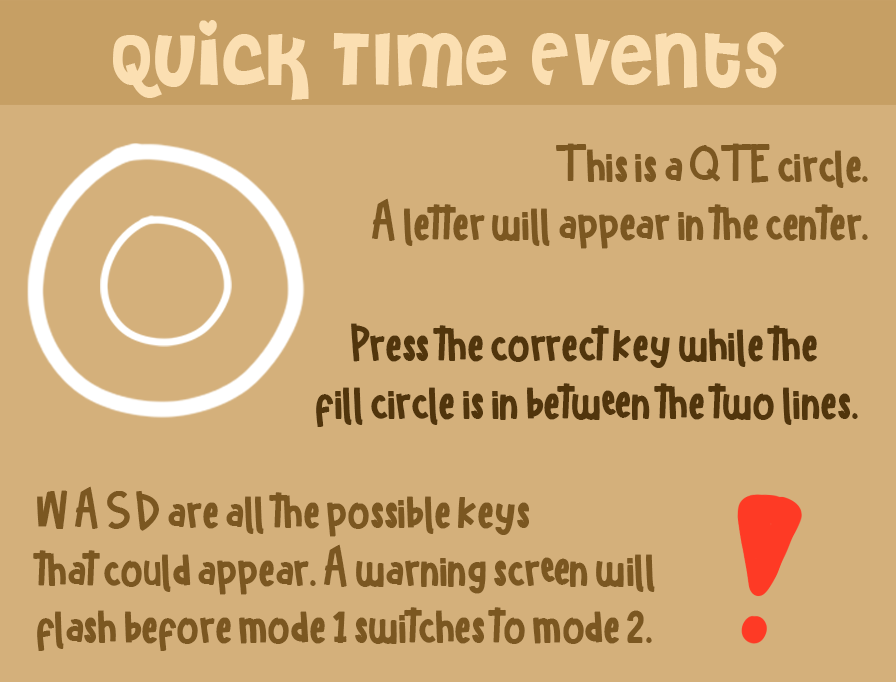 Quick Time Events
This is a QTE circle.
A letter will appear in the center.
Press the correct key while the
fill circle is in between the two lines.
W A S D are all the possible keys
that could appear. A warning screen will
flash before mode 1 switches to mode 2.
!